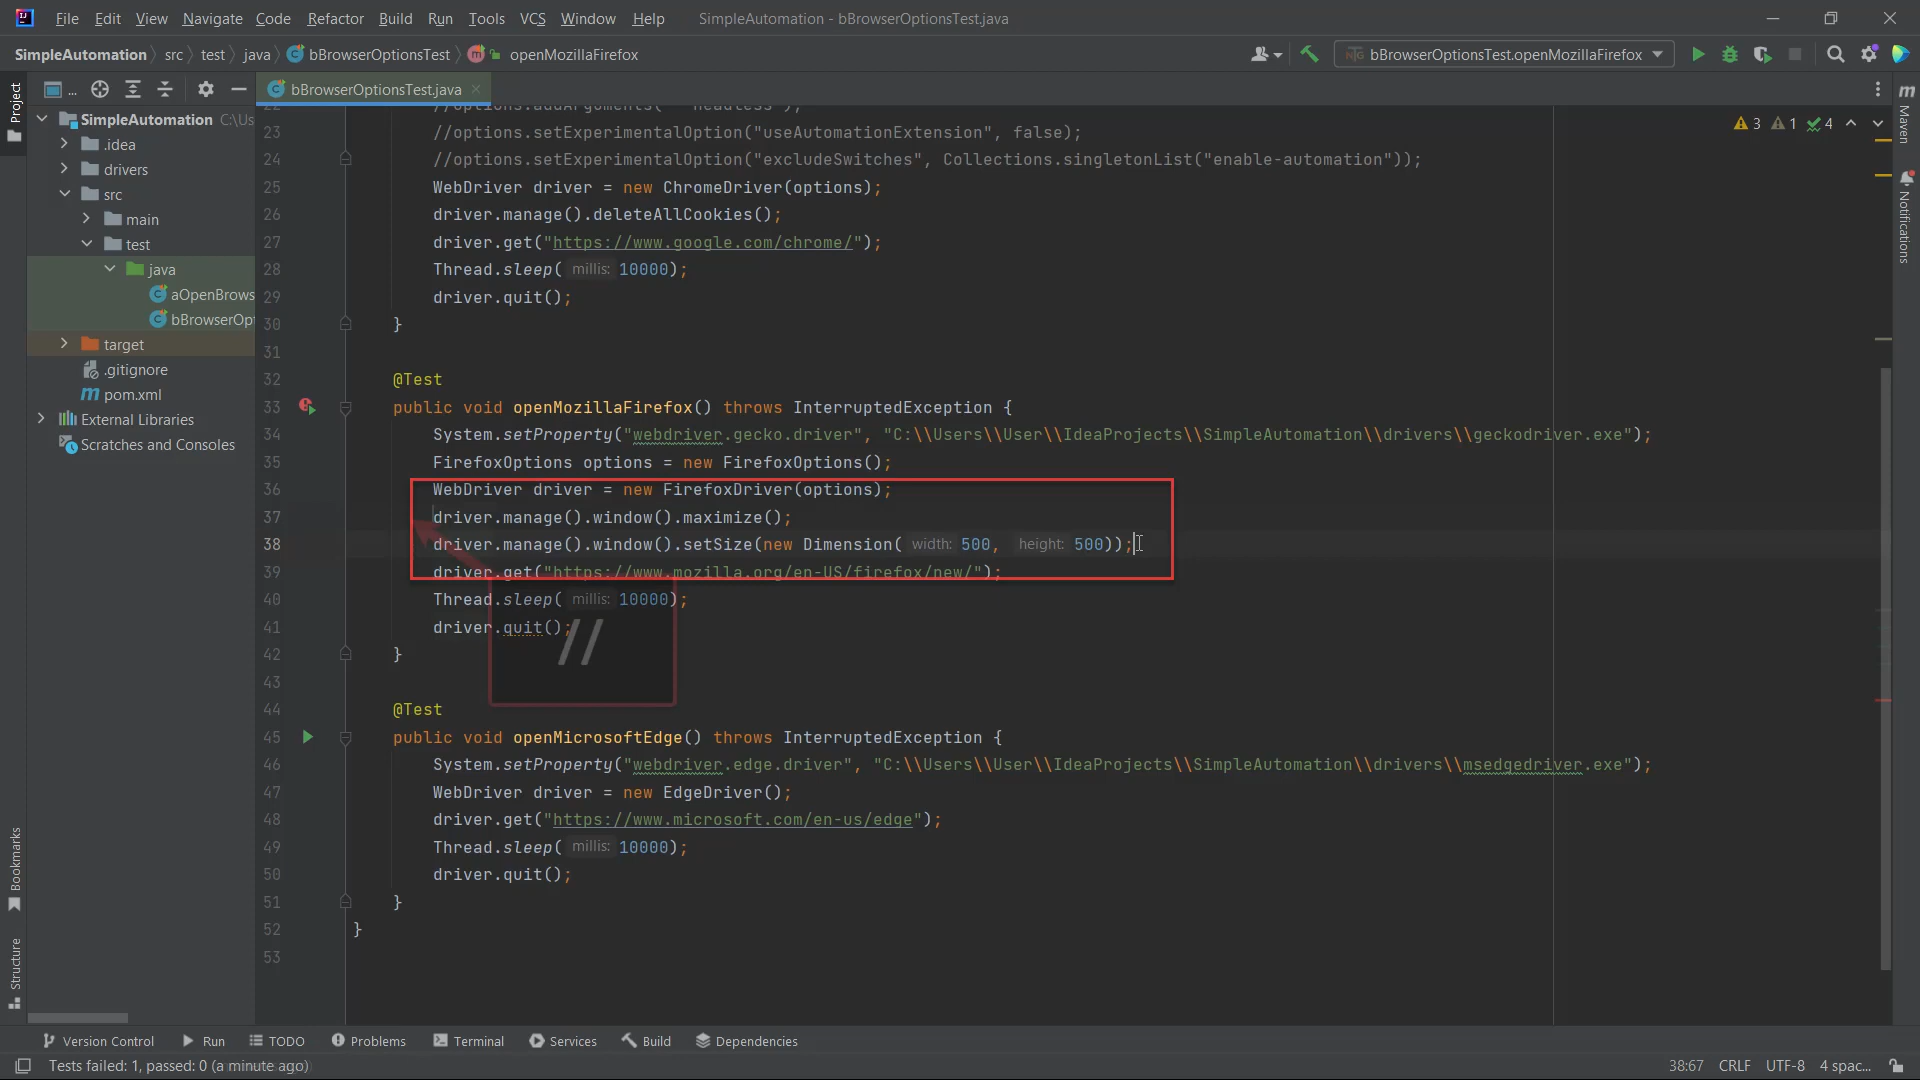 File Edit View Navigate Code Refactor Build Run Tools VCS Window Help SimpleAutomation - bBrowserOptionsTest.java
SimpleAutomation src test java bBrowserOptionsTest openMozillaFirefox bBrowserOptionsTest.openMozillaFirefox
Project
... bBrowserOptionsTest.java
SimpleAutomation C:\Us
.idea
drivers
src
main
test
java
aOpenBrows
bBrowserOpt
target
.gitignore
pom.xml
External Libraries
Scratches and Consoles
Bookmarks
Structure
3 1 4
22 //options.addArguments("--headless");
23 //options.setExperimentalOption("useAutomationExtension", false);
24 //options.setExperimentalOption("excludeSwitches", Collections.singletonList("enable-automation"));
25 WebDriver driver = new ChromeDriver(options);
26 driver.manage().deleteAllCookies();
27 driver.get("https://www.google.com/chrome/");
28 Thread.sleep( millis: 10000);
29 driver.quit();
30 }
31
32 @Test
33 public void openMozillaFirefox() throws InterruptedException {
34 System.setProperty("webdriver.gecko.driver", "C:\\Users\\User\\IdeaProjects\\SimpleAutomation\\drivers\\geckodriver.exe");
35 FirefoxOptions options = new FirefoxOptions();
36 WebDriver driver = new FirefoxDriver(options);
37 driver.manage().window().maximize();
38 driver.manage().window().setSize(new Dimension( width: 500, height: 500));
39 driver.get("https://www.mozilla.org/en-US/firefox/new/");
40 Thread.sleep( millis: 10000);
41 driver.quit();
//
42 }
43
44 @Test
45 public void openMicrosoftEdge() throws InterruptedException {
46 System.setProperty("webdriver.edge.driver", "C:\\Users\\User\\IdeaProjects\\SimpleAutomation\\drivers\\msedgedriver.exe");
47 WebDriver driver = new EdgeDriver();
48 driver.get("https://www.microsoft.com/en-us/edge");
49 Thread.sleep( millis: 10000);
50 driver.quit();
51 }
52 }
53
m Maven
Notifications
Version Control Run TODO Problems Terminal Services Build Dependencies
Tests failed: 1, passed: 0 (a minute ago) 38:67 CRLF UTF-8 4 spac...